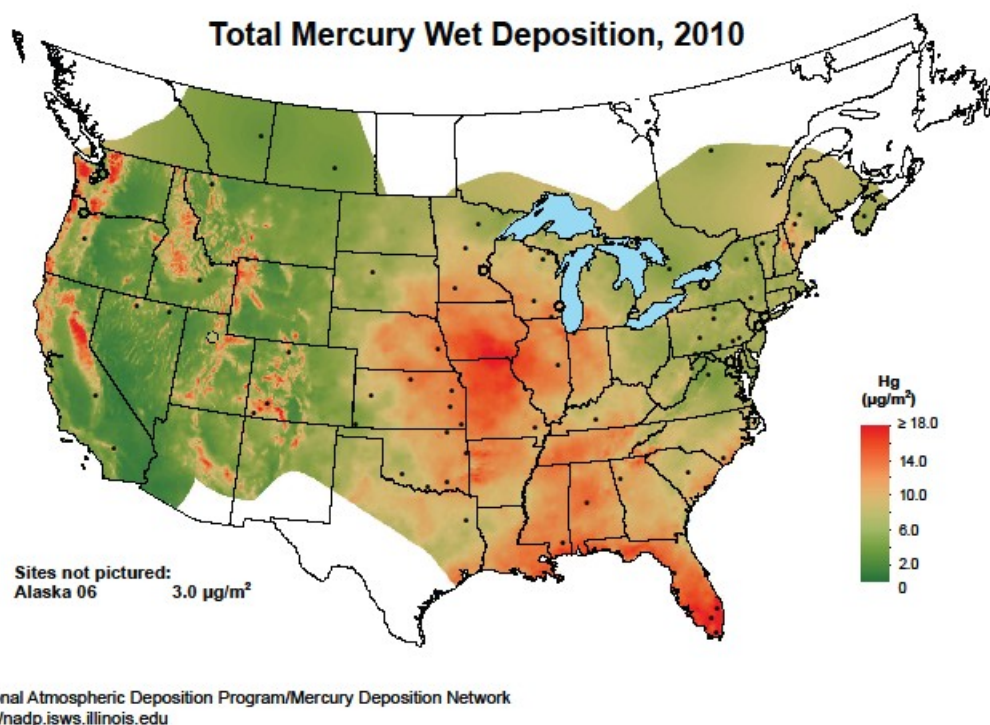 Total Mercury Wet Deposition, 2010
Hg
(µg/m²)
≥ 18.0
14.0
10.0
6.0
2.0
0
Sites not pictured:
Alaska 06 3.0 µg/m²
nal Atmospheric Deposition Program/Mercury Deposition Network
/nadp.isws.illinois.edu